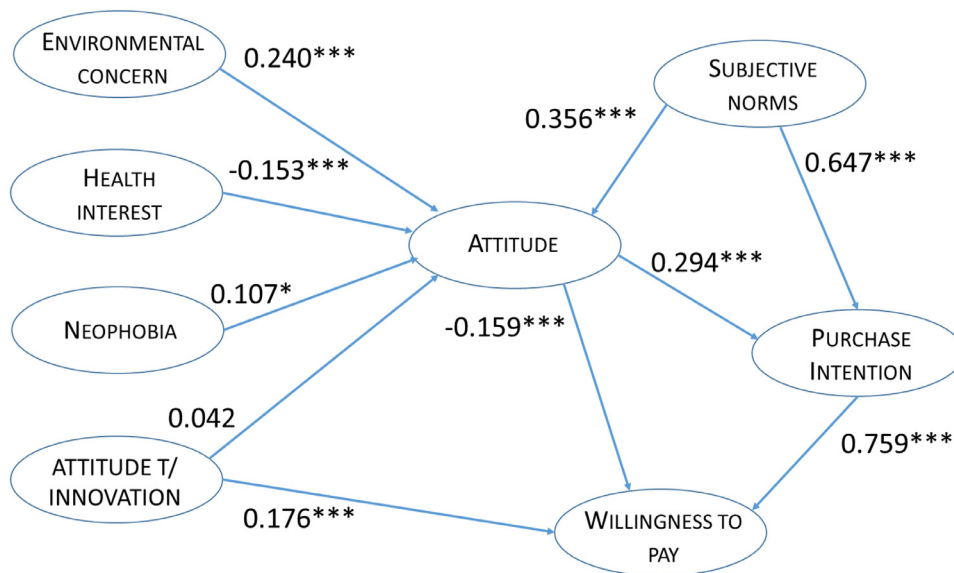 ENVIRONMENTAL
CONCERN
0.240***
SUBJECTIVE
NORMS
0.356***
HEALTH
INTEREST
-0.153***
0.647***
ATTITUDE
0.294***
NEOPHOBIA
0.107*
-0.159***
PURCHASE
INTENTION
0.042
ATTITUDE T/
INNOVATION
0.759***
0.176***
WILLINGNESS TO
PAY